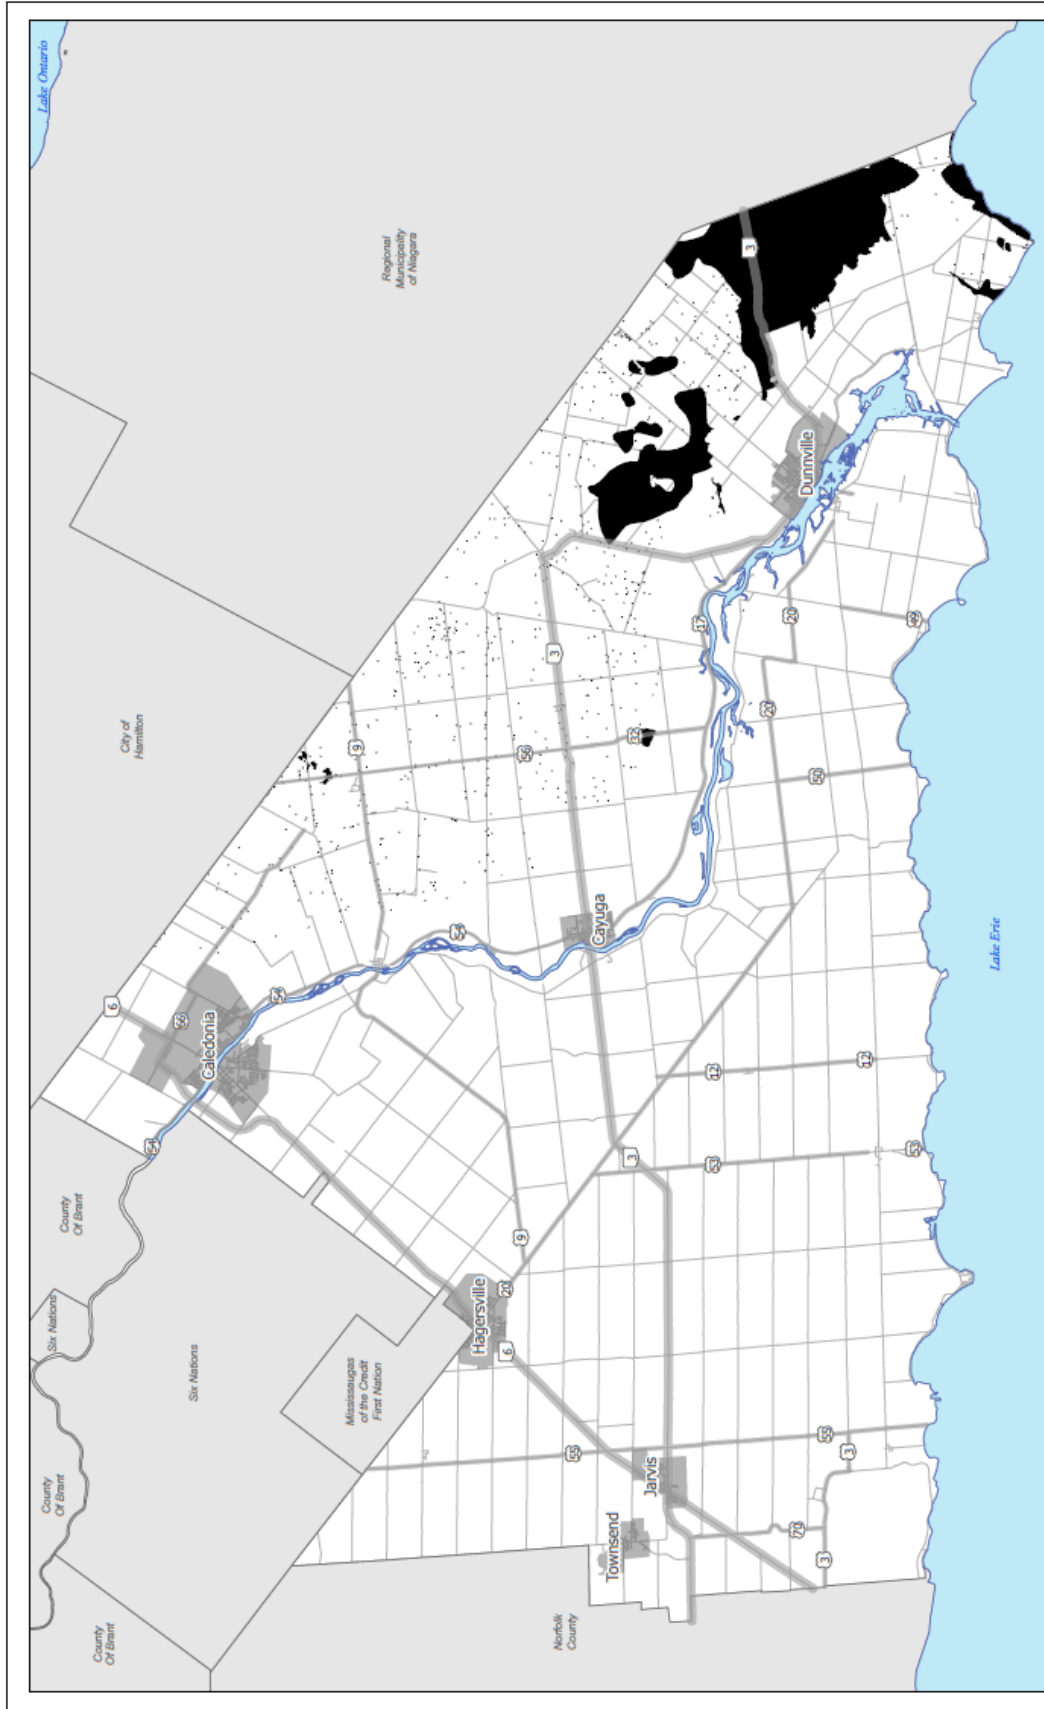 Lake Ontario
County
Of Brant
Six Nations
County
Of Brant
County
Of Brant
6
City of
Hamilton
54
66
Six Nations
Caledonia
54
Mississaugas
of the Credit
First Nation
9
Regional
Municipality
of Niagara
54
Hagersville
6
20
9
56
3
Norfolk
County
55
Cayuga
Townsend
3
32
Jarvis
17
53
12
3
20
Dunnville
70
20
50
3
55
3
12
53
49
Lake Erie